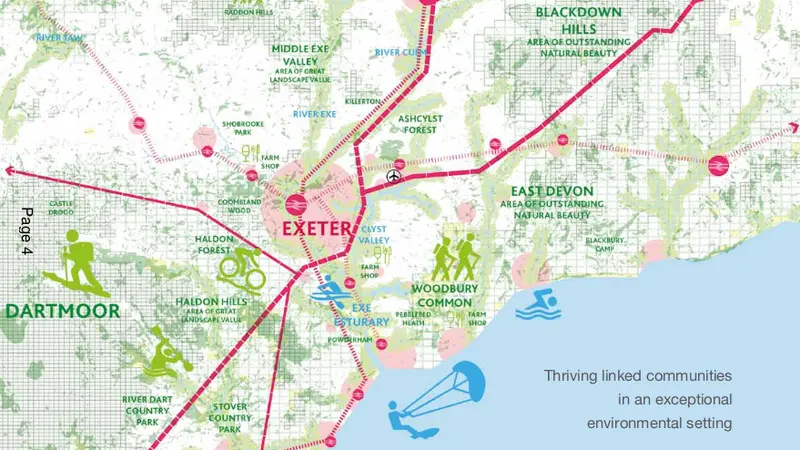 RADDON HILLS
BLACKDOWN
HILLS
AREA OF OUTSTANDING
NATURAL BEAUTY
RIVER TAW
MIDDLE EXE
VALLEY
AREA OF GREAT
LANDSCAPE VALUE
RIVER CULM
KILLERTON
RIVER EXE
ASHCYLST
FOREST
SHOBROOKE
PARK
FARM
SHOP
CASTLE
DROGO
COOMBLAND
WOOD
EAST DEVON
AREA OF OUTSTANDING
NATURAL BEAUTY
Page 4
EXETER
CLYST
VALLEY
HALDON
FOREST
BLACKBURY
CAMP
FARM
SHOP
WOODBURY
COMMON
DARTMOOR
HALDON HILLS
AREA OF GREAT
LANDSCAPE VALUE
EXE
ESTURARY
PEBBLEBED
HEATH
FARM
SHOP
POWDERHAM
RIVER DART
COUNTRY
PARK
STOVER
COUNTRY
PARK
Thriving linked communities
in an exceptional
environmental setting